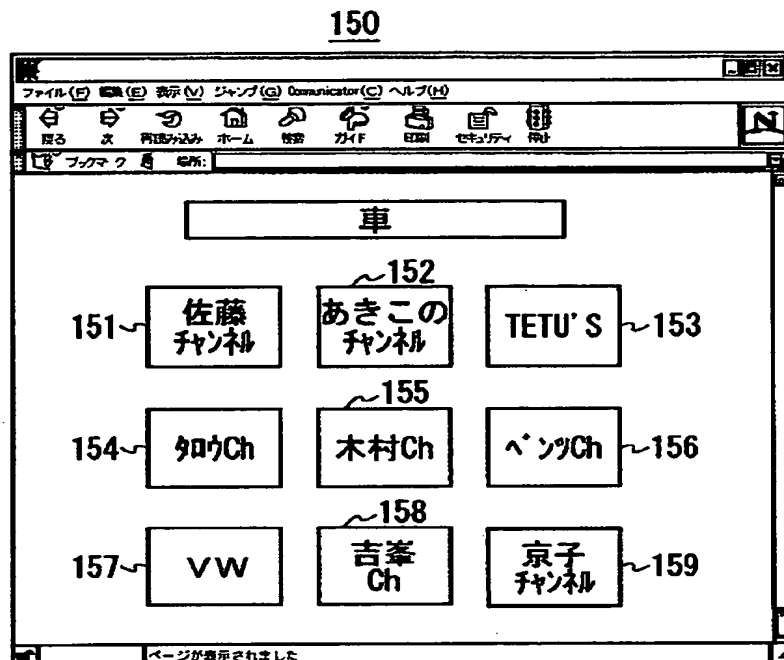 150
ファイル(F) 編集(E) 表示(V) ジャンプ(G) Communicator(C) ヘルプ(H)
戻る 次 再読み込み ホーム 検索 ガイド 印刷 セキュリティ 停止
N
ブックマーク 場所:
車
151 佐藤
チャンネル
152 あきこの
チャンネル
TETU'S 153
154 タロウCh
155 木村Ch
ベンツCh 156
157 VW
158 吉峯
Ch
京子
チャンネル 159
ページが表示されました